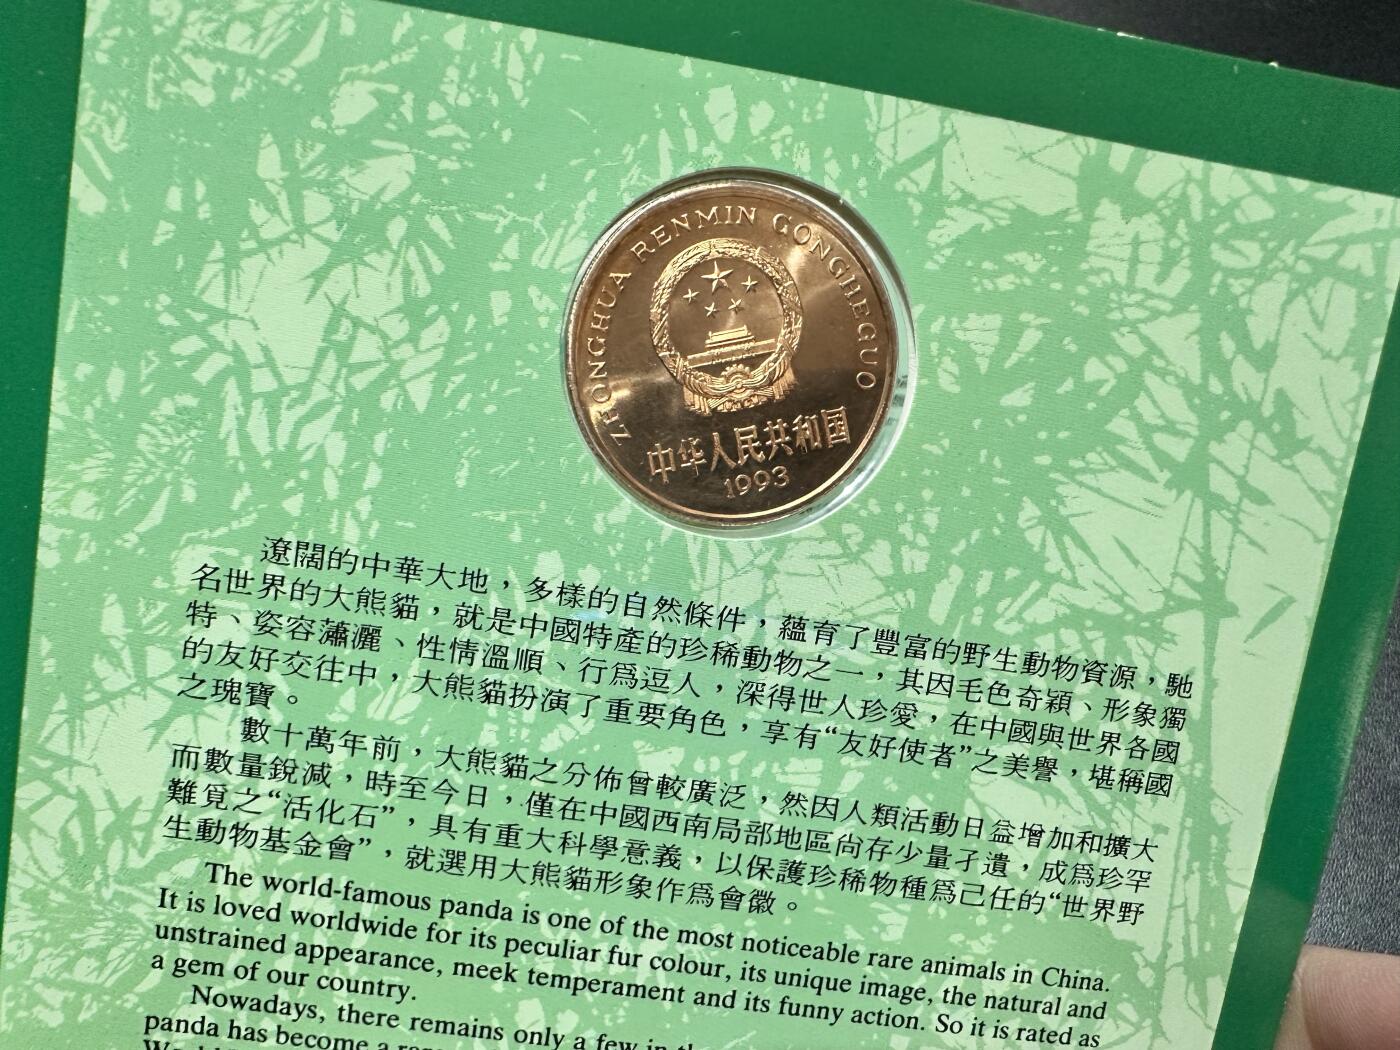 ZHONGHUA RENMIN GONGHEGUO
中华人民共和国
1993
遼闊的中華大地，多樣的自然條件，蘊育了豐富的野生動物資源，馳
名世界的大熊貓，就是中國特產的珍稀動物之一，其因毛色奇穎、形象獨
特、姿容瀟灑、性情溫順、行爲逗人，深得世人珍愛，在中國與世界各國
的友好交往中，大熊貓扮演了重要角色，享有“友好使者”之美譽，堪稱國
之瑰寶。
數十萬年前，大熊貓之分佈曾較廣泛，然因人類活動日益增加和擴大
而數量銳減，時至今日，僅在中國西南局部地區尚存少量孑遺，成爲珍罕
難覓之“活化石”，具有重大科學意義，以保護珍稀物種爲己任的“世界野
生動物基金會”，就選用大熊貓形象作爲會徽。
The world-famous panda is one of the most noticeable rare animals in China.
It is loved worldwide for its peculiar fur colour, its unique image, the natural and
unstrained appearance, meek temperament and its funny action. So it is rated as
a gem of our country.
Nowadays, there remains only a few in
panda has become a